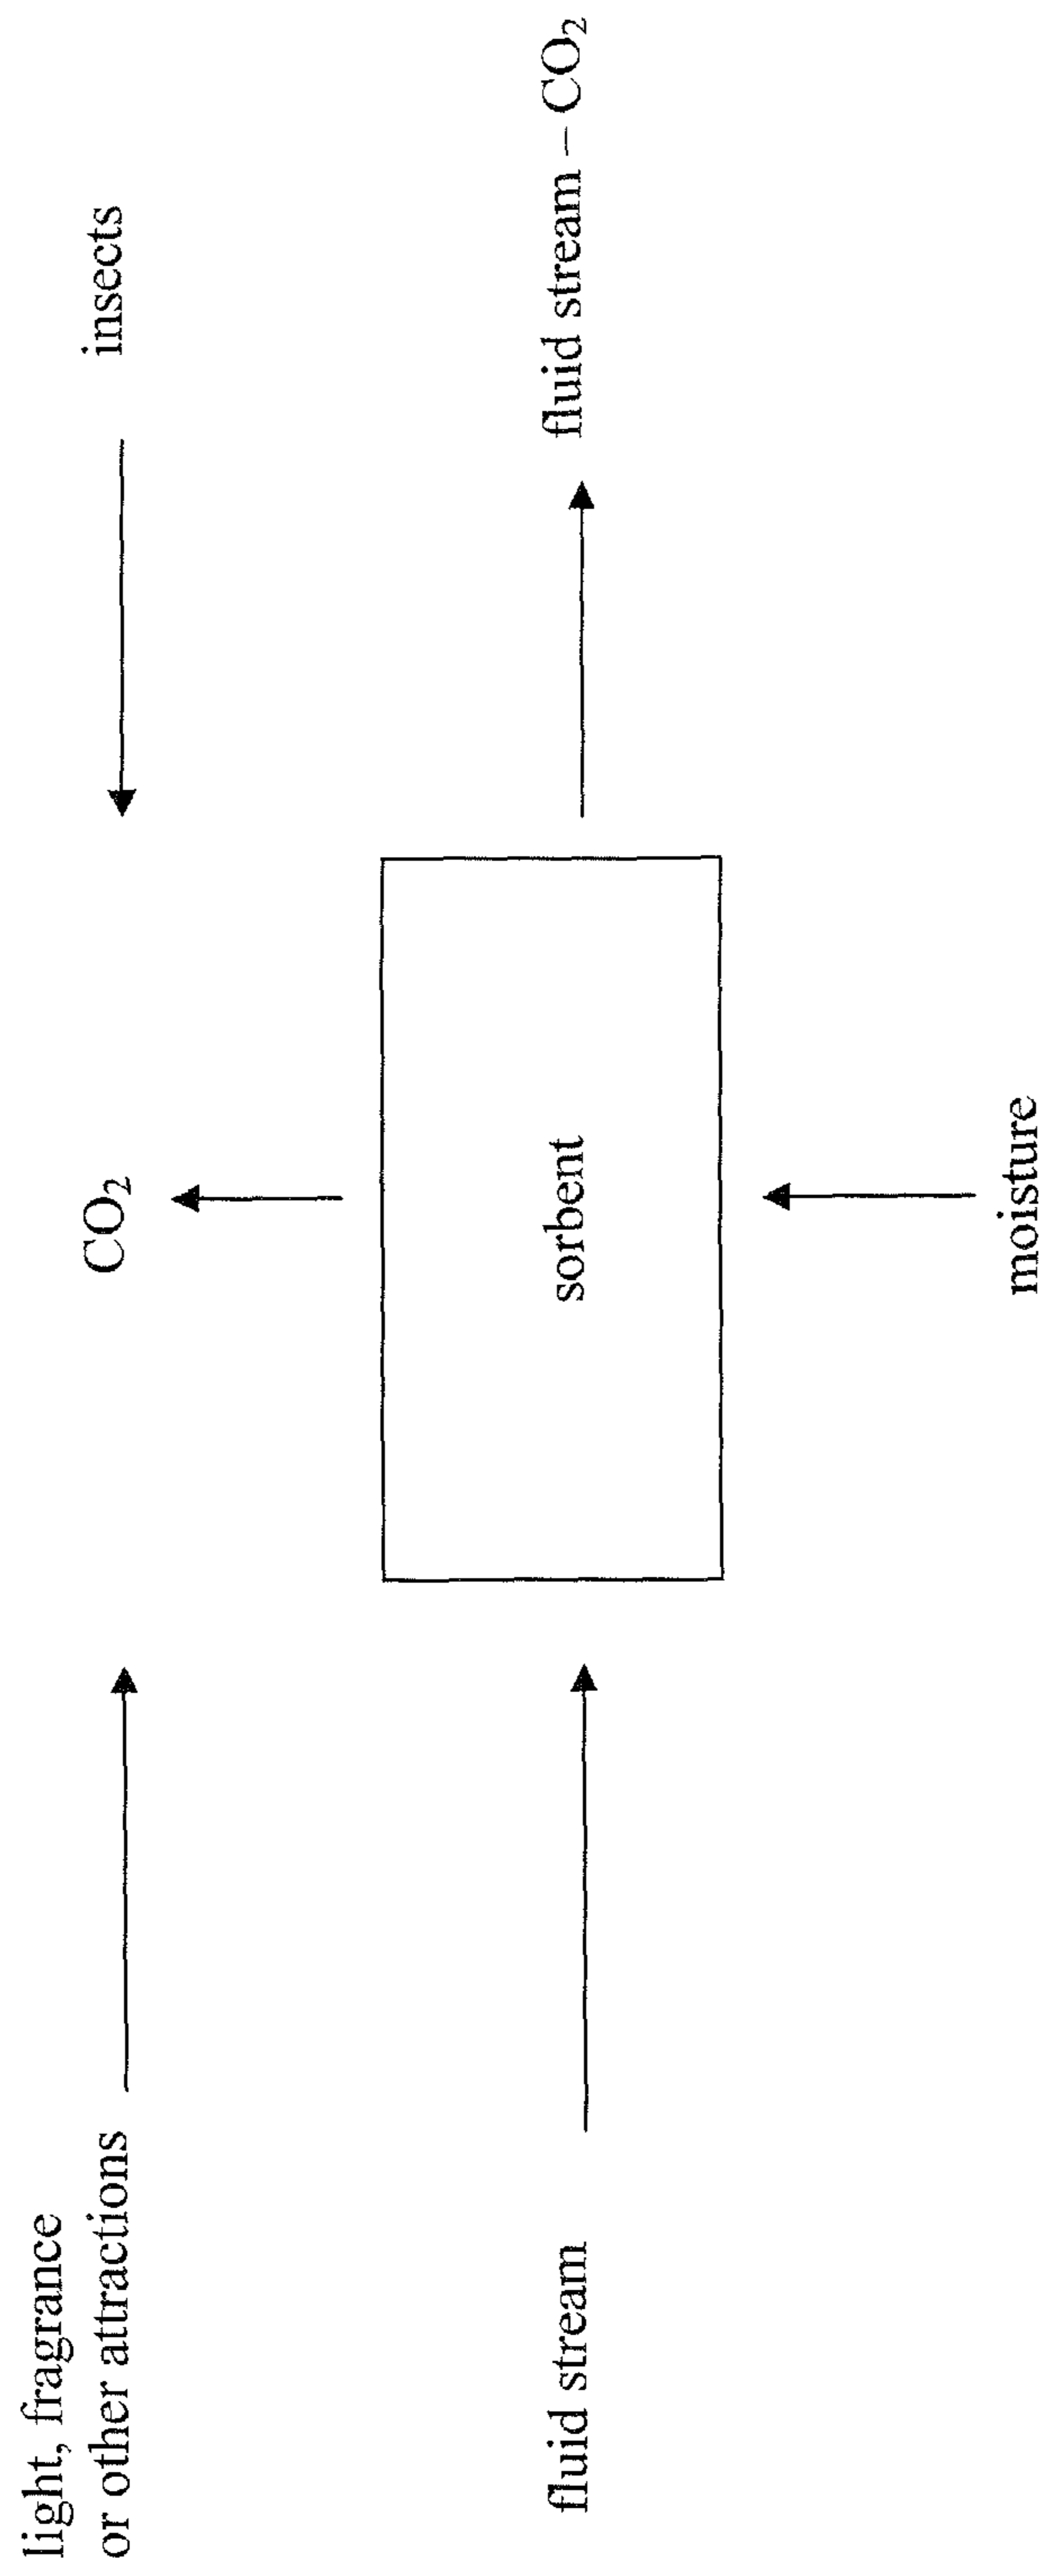 light, fragrance
or other attractions
CO₂
insects
fluid stream
sorbent
fluid stream – CO₂
moisture